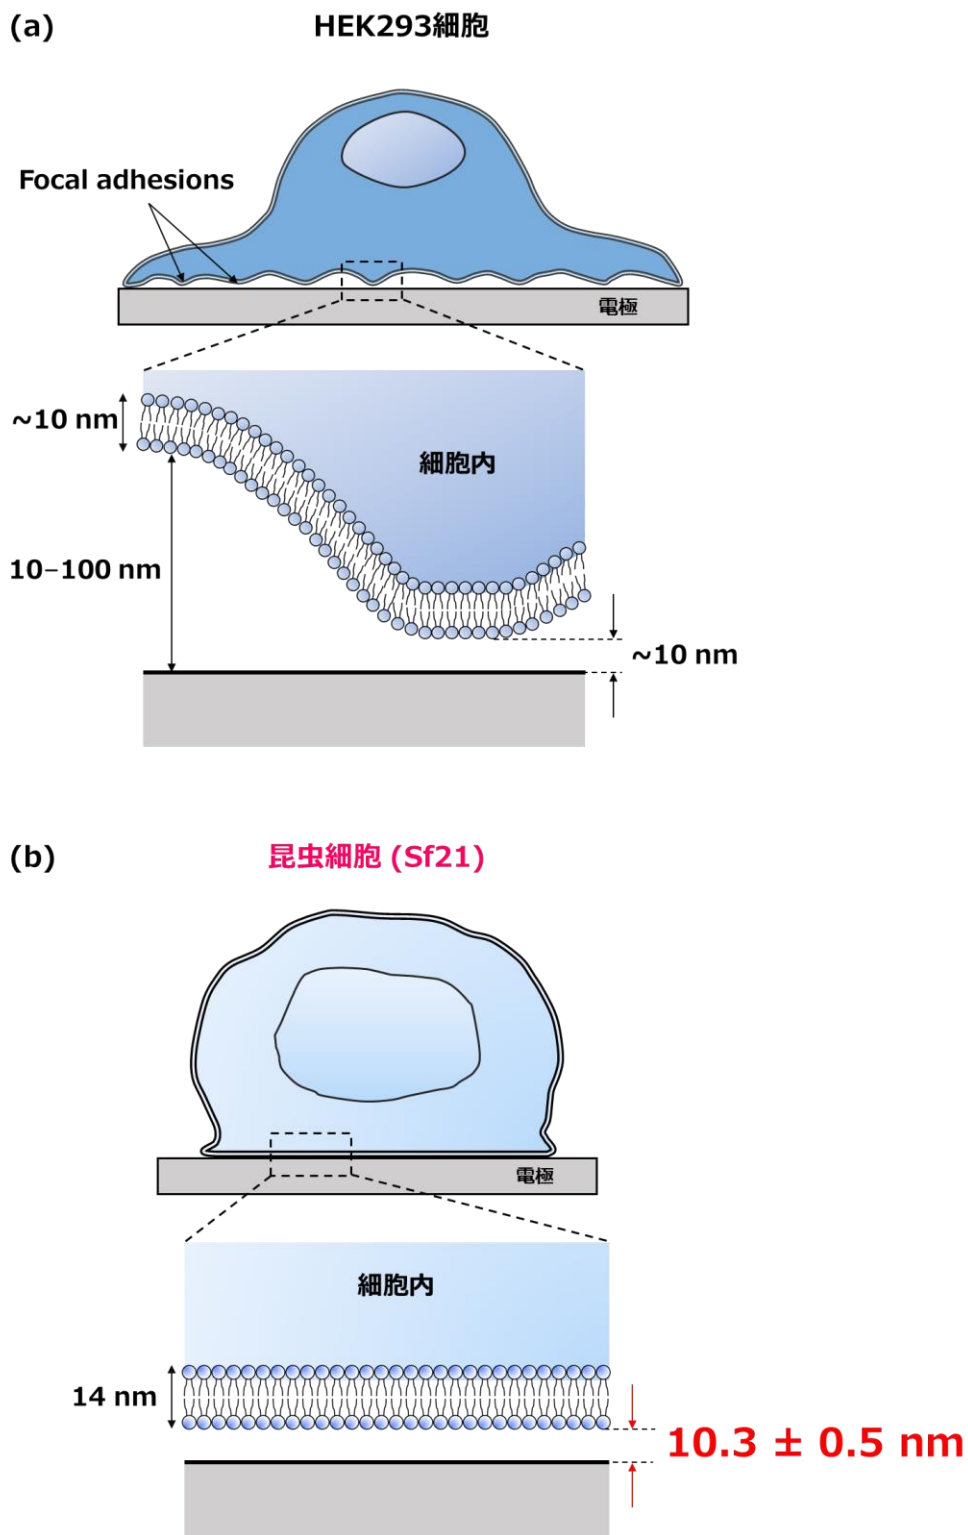 (a)
HEK293細胞
Focal adhesions
電極
~10 nm
細胞内
10–100 nm
~10 nm
(b)
昆虫細胞 (Sf21)
電極
細胞内
14 nm
10.3 ± 0.5 nm